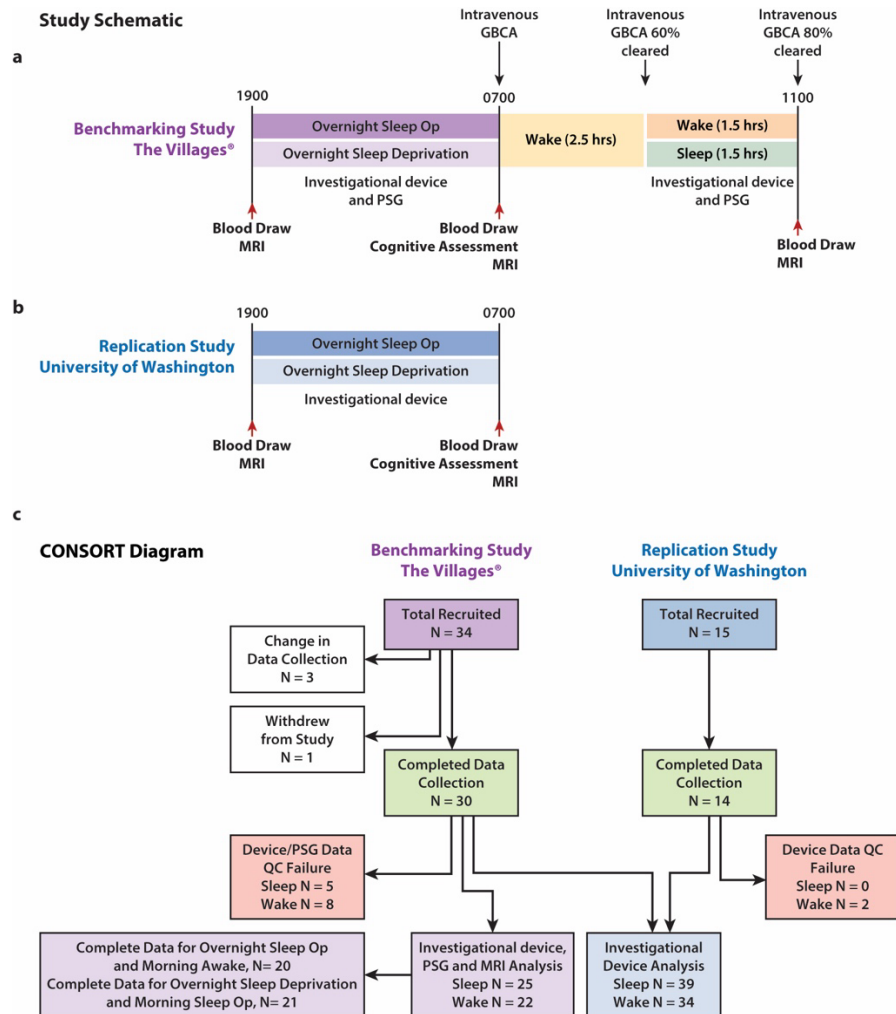 Study Schematic
Intravenous
GBCA
Intravenous
GBCA 60%
cleared
Intravenous
GBCA 80%
cleared
a
1900
0700
1100
Benchmarking Study
The Villages®
Overnight Sleep Op
Overnight Sleep Deprivation
Wake (2.5 hrs)
Wake (1.5 hrs)
Sleep (1.5 hrs)
Investigational device
and PSG
Investigational device
and PSG
Blood Draw
MRI
Blood Draw
Cognitive Assessment
MRI
Blood Draw
MRI
b
1900
0700
Replication Study
University of Washington
Overnight Sleep Op
Overnight Sleep Deprivation
Investigational device
Blood Draw
MRI
Blood Draw
Cognitive Assessment
MRI
c
CONSORT Diagram
Benchmarking Study
The Villages®
Replication Study
University of Washington
Total Recruited
N = 34
Total Recruited
N = 15
Change in
Data Collection
N = 3
Withdrew
from Study
N = 1
Completed Data
Collection
N = 30
Completed Data
Collection
N = 14
Device/PSG Data
QC Failure
Sleep N = 5
Wake N = 8
Device Data QC
Failure
Sleep N = 0
Wake N = 2
Complete Data for Overnight Sleep Op
and Morning Awake, N= 20
Complete Data for Overnight Sleep Deprivation
and Morning Sleep Op, N= 21
Investigational device,
PSG and MRI Analysis
Sleep N = 25
Wake N = 22
Investigational
Device Analysis
Sleep N = 39
Wake N = 34